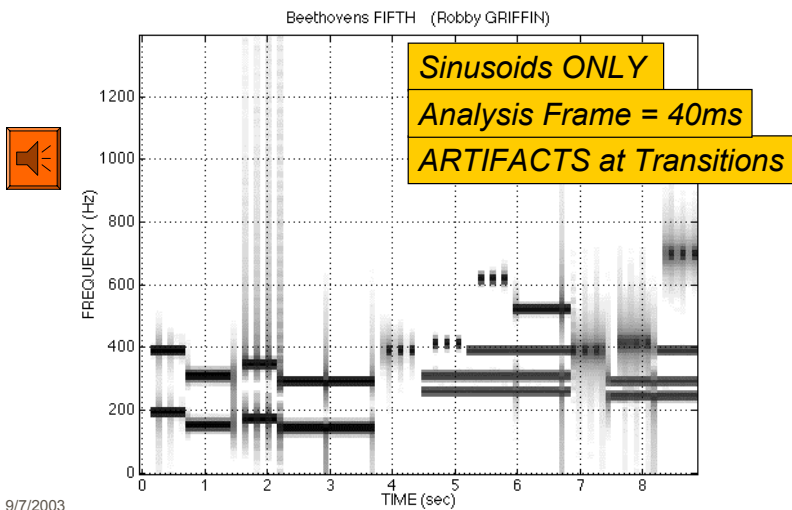 Beethovens FIFTH (Robby GRIFFIN)
Sinusoids ONLY
Analysis Frame = 40ms
ARTIFACTS at Transitions
FREQUENCY (Hz)
1200
1000
800
600
400
200
0
0 1 2 3 4 5 6 7 8
TIME (sec)
9/7/2003